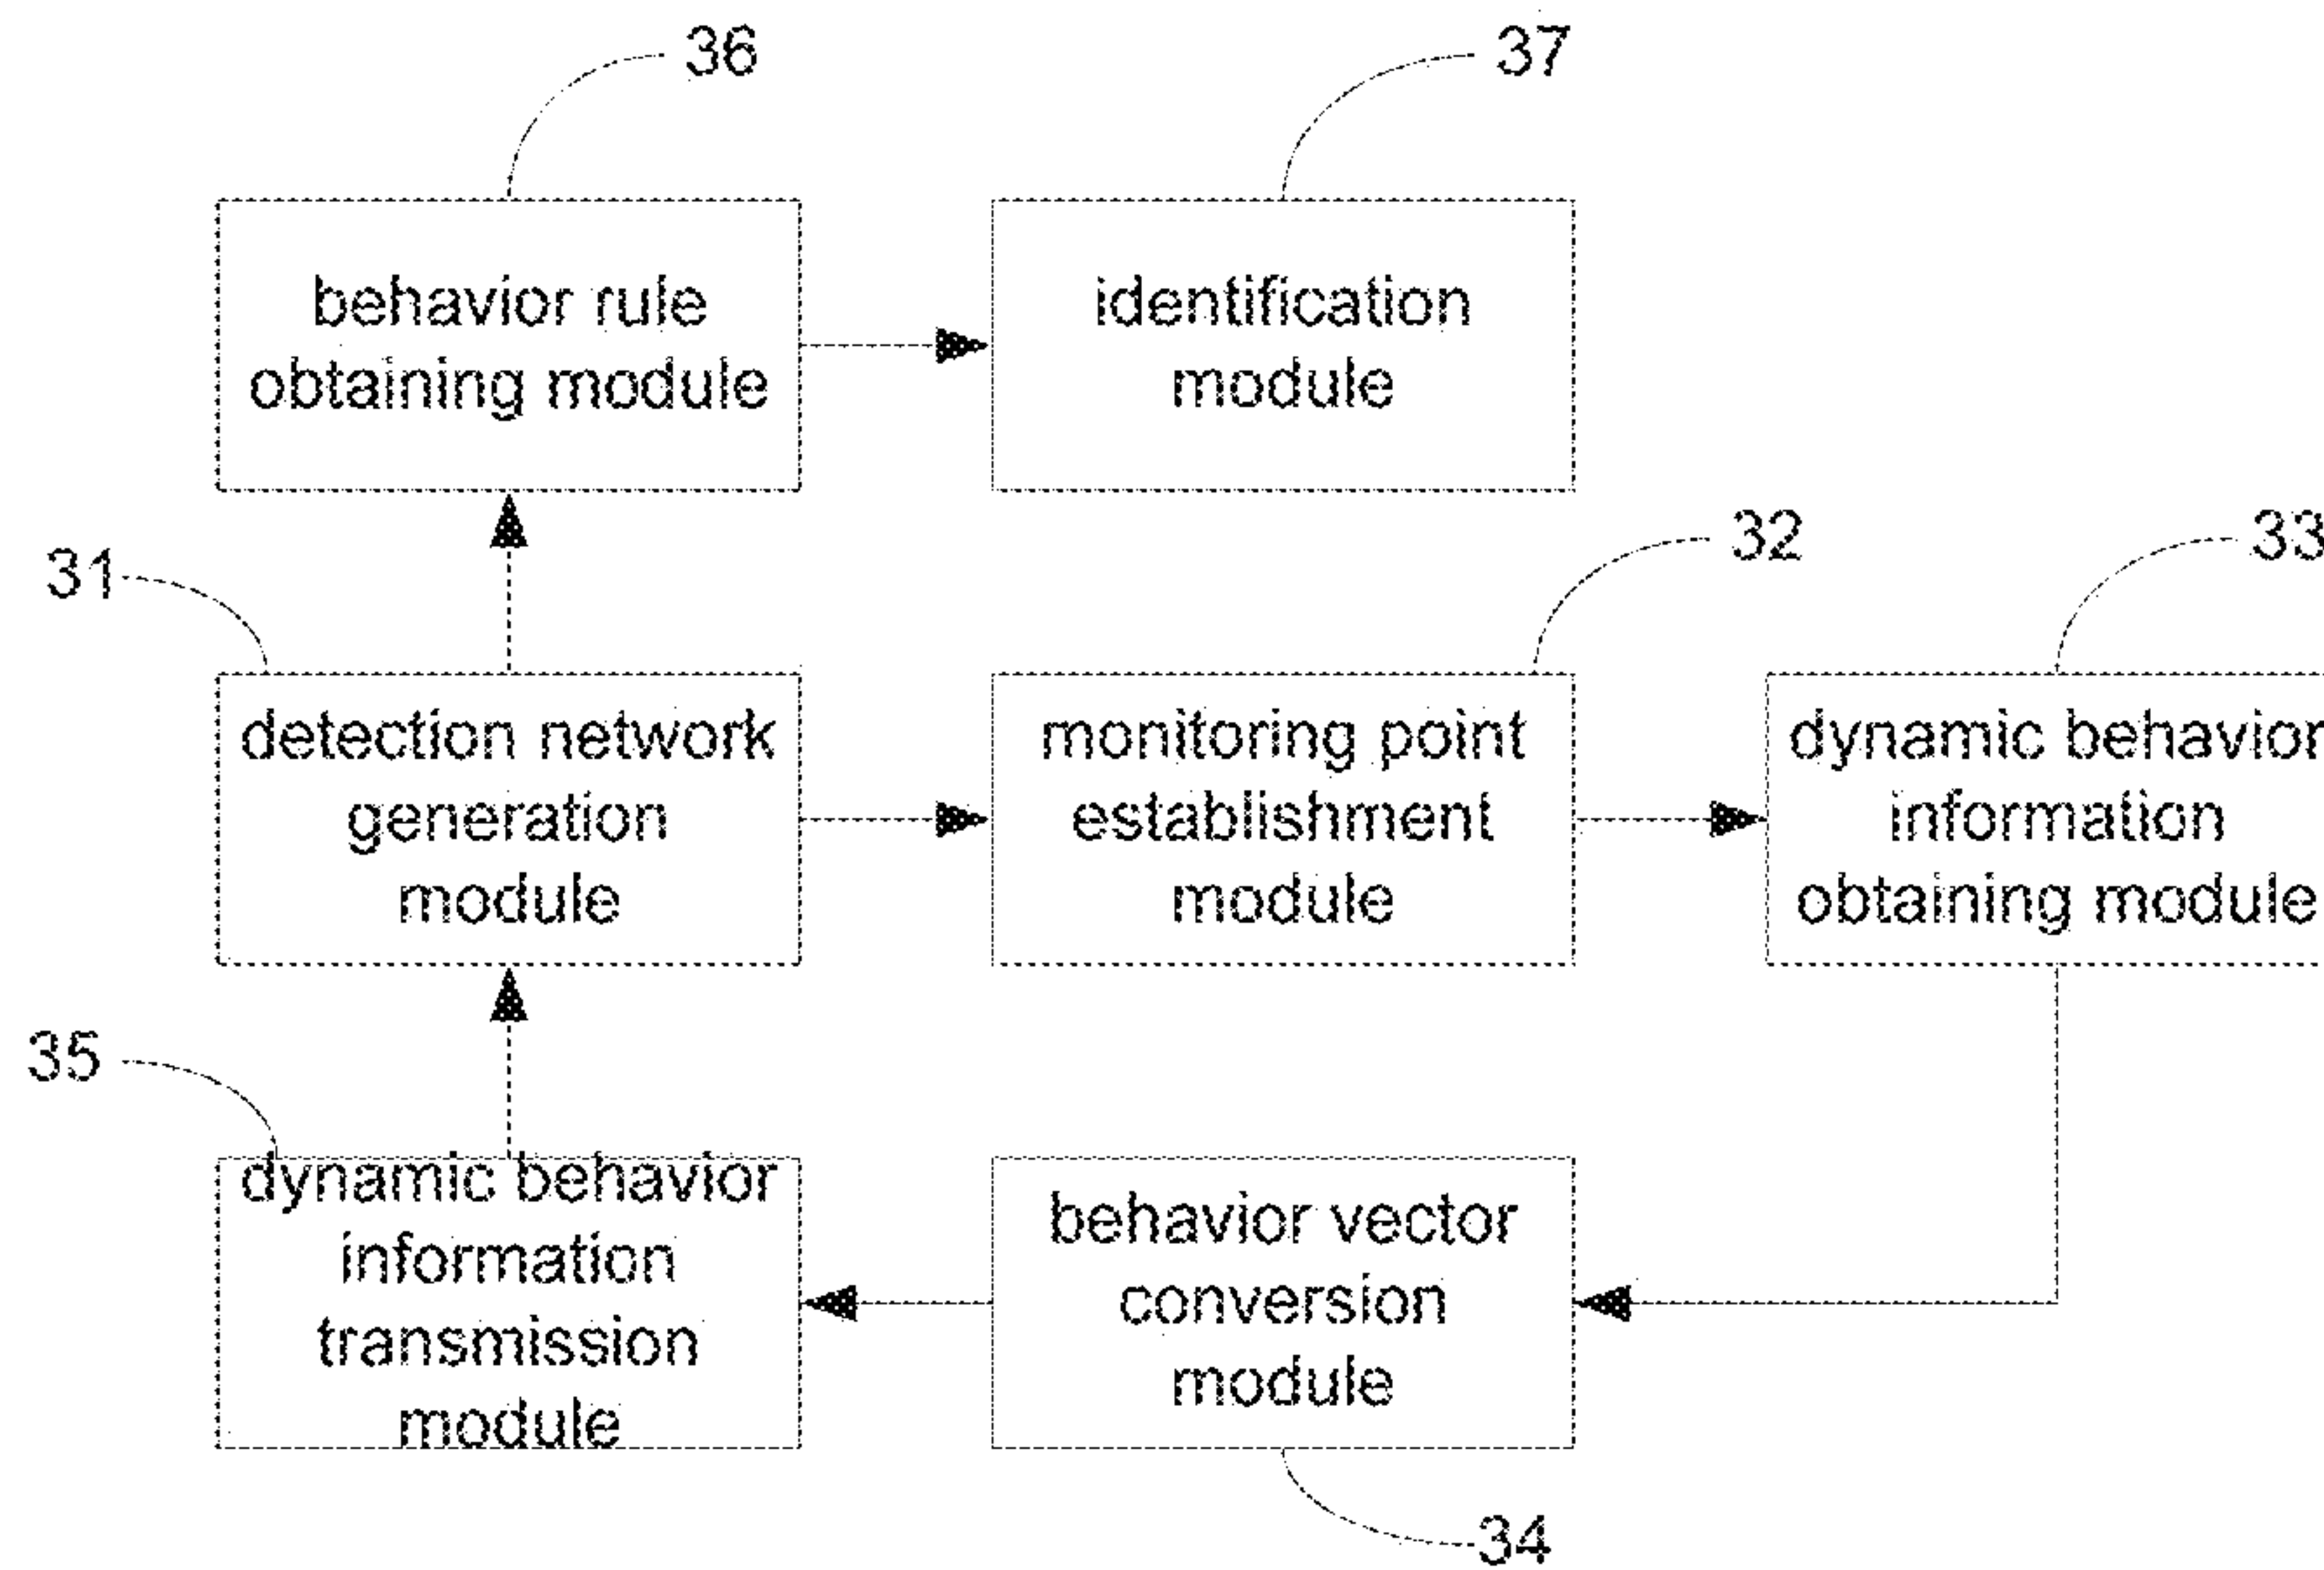 36
37
behavior rule
obtaining module
identification
module
31
32
33
detection network
generation
module
monitoring point
establishment
module
dynamic behavior
information
obtaining module
35
dynamic behavior
information
transmission
module
behavior vector
conversion
module
34